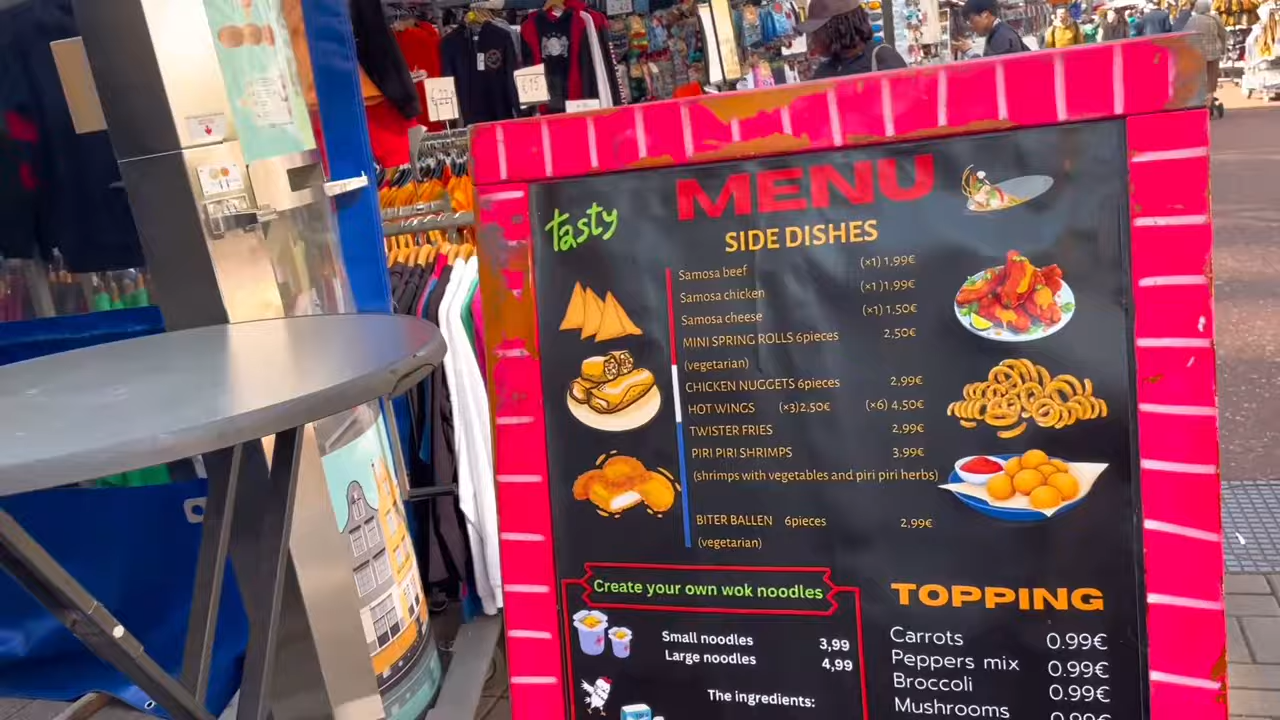 €22
€15
MENU
tasty
SIDE DISHES
Samosa beef (×1) 1,99€
Samosa chicken (×1) 1,99€
Samosa cheese (×1) 1,50€
MINI SPRING ROLLS 6pieces 2,50€
(vegetarian)
CHICKEN NUGGETS 6pieces 2,99€
HOT WINGS (×3)2,50€ (×6) 4,50€
TWISTER FRIES 2,99€
PIRI PIRI SHRIMPS 3,99€
(shrimps with vegetables and piri piri herbs)
BITER BALLEN 6pieces 2,99€
(vegetarian)
Create your own wok noodles
Small noodles 3,99
Large noodles 4,99
The ingredients:
TOPPING
Carrots 0.99€
Peppers mix 0.99€
Broccoli 0.99€
Mushrooms 0.99€